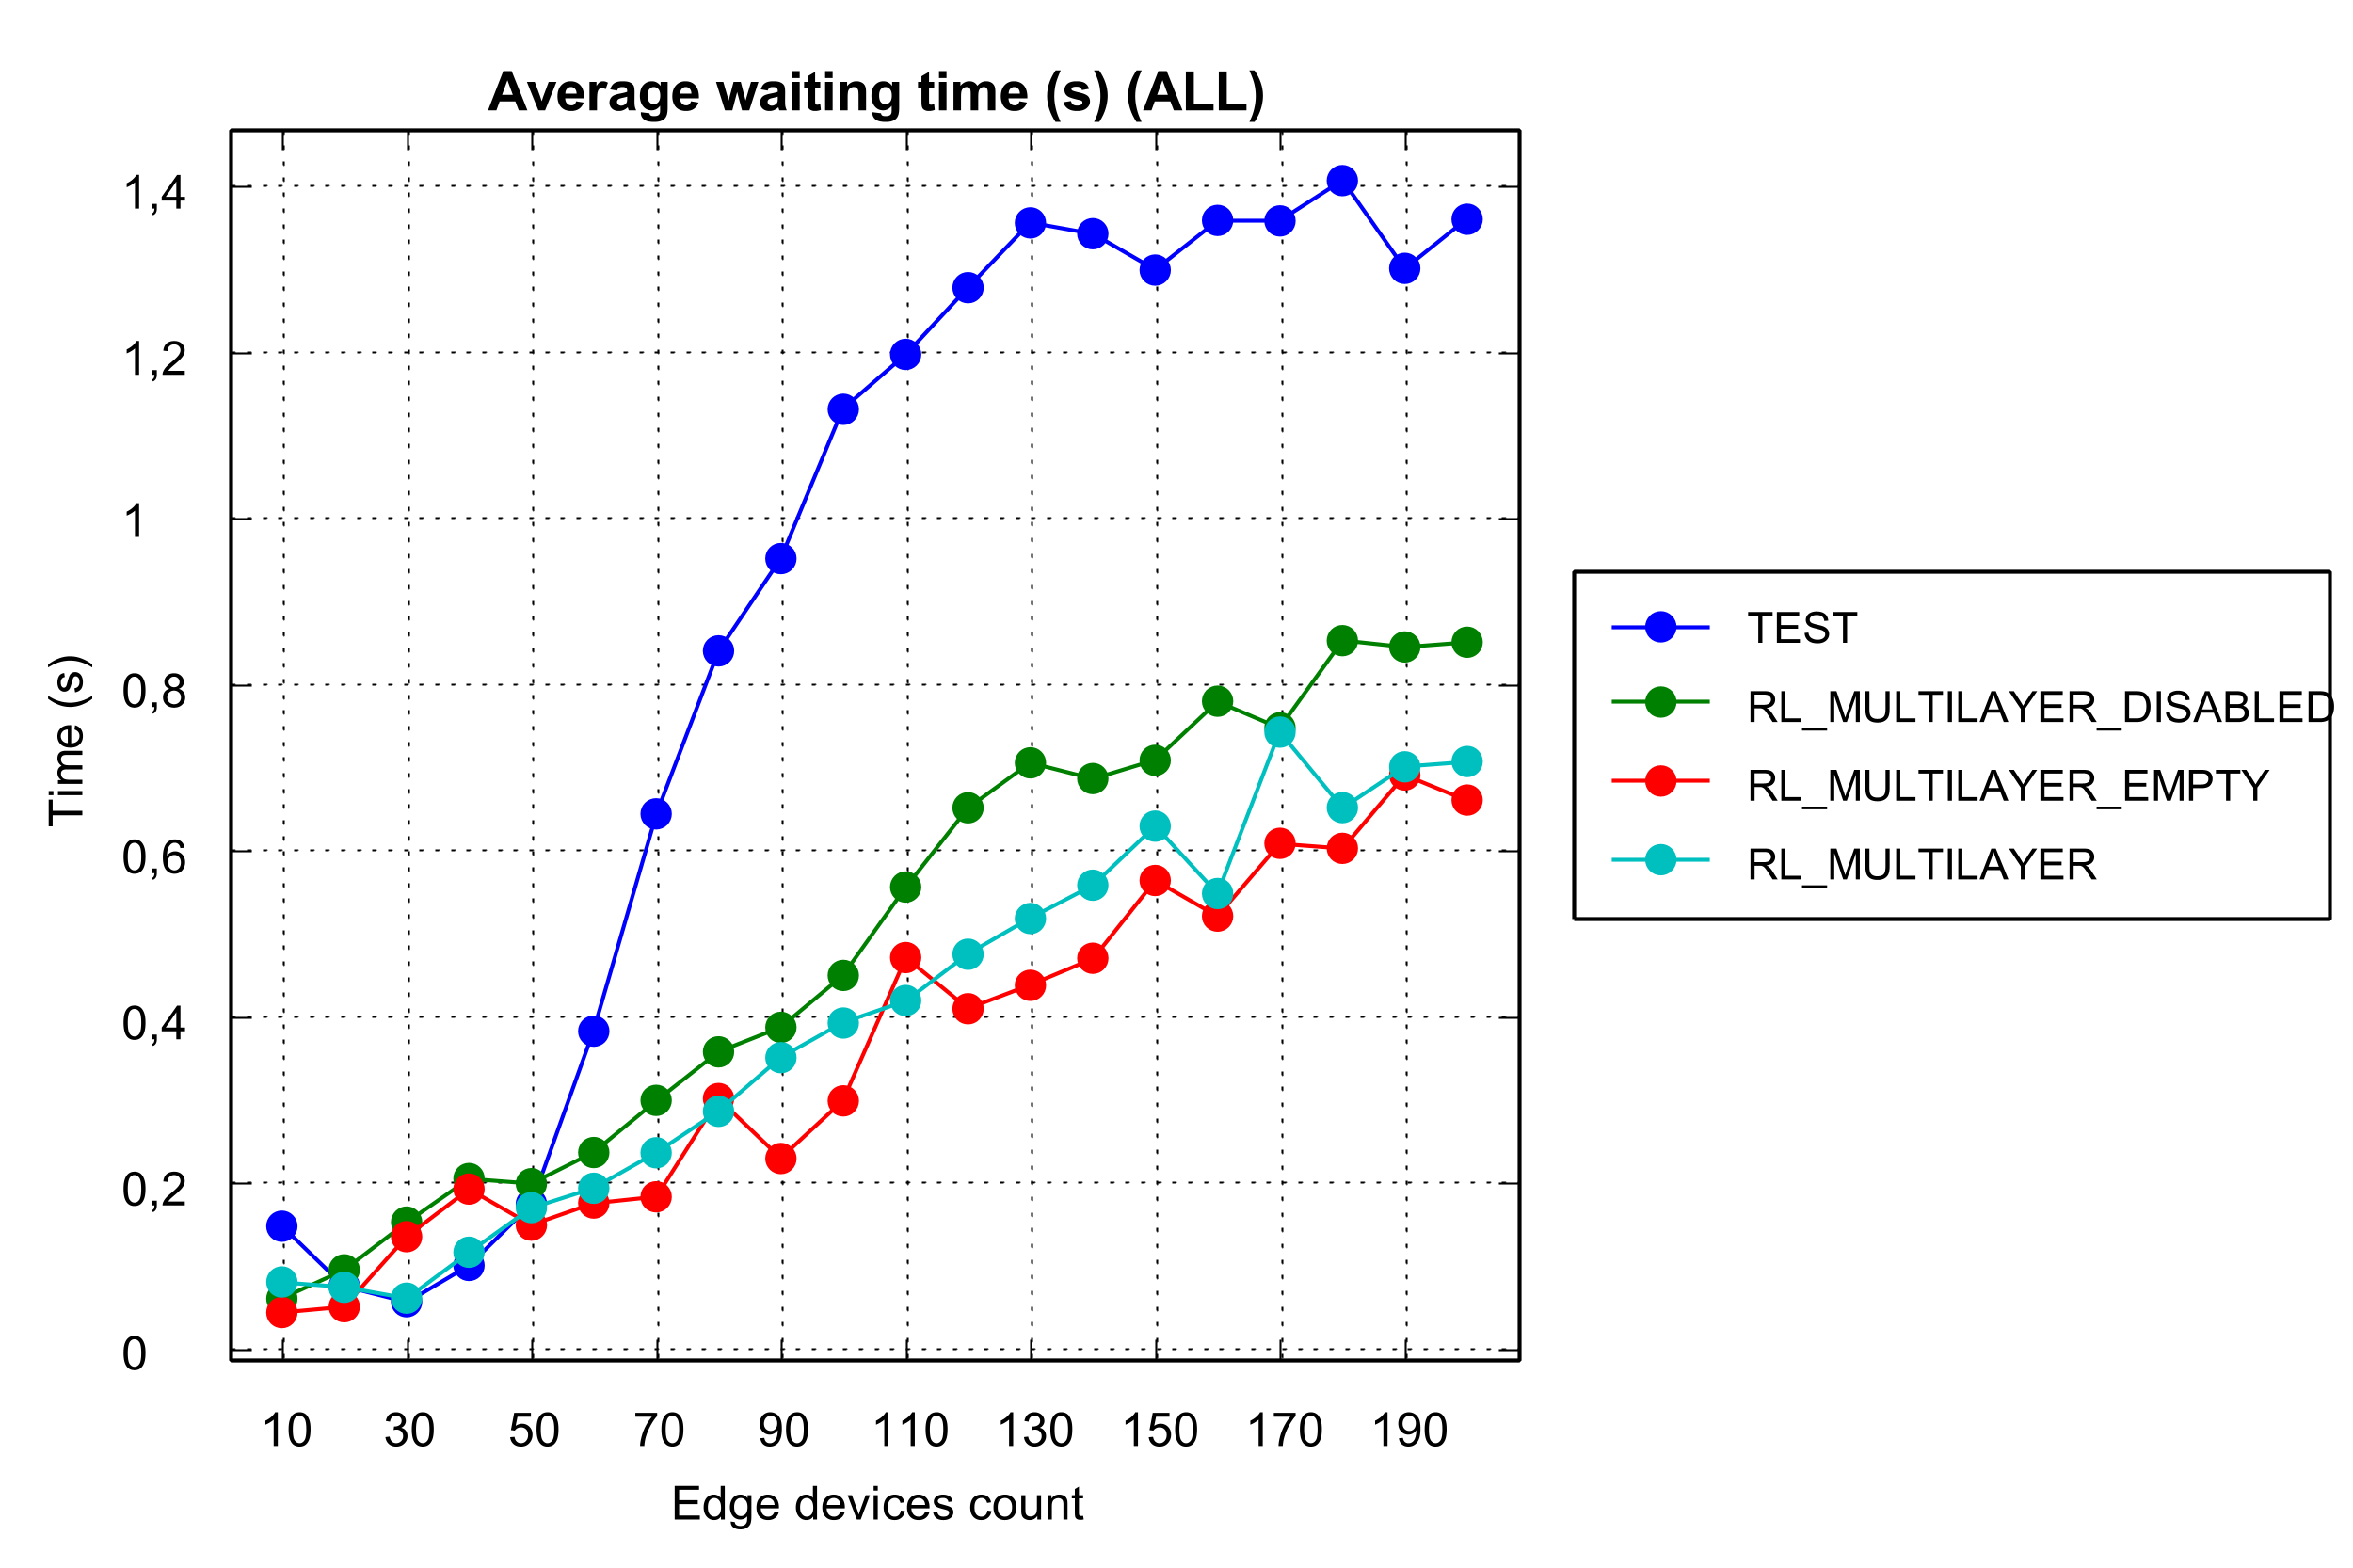 Average waiting time (s) (ALL)
1,4
1,2
1
0,8
0,6
0,4
0,2
0
Time (s)
10 30 50 70 90 110 130 150 170 190
Edge devices count
TEST
RL_MULTILAYER_DISABLED
RL_MULTILAYER_EMPTY
RL_MULTILAYER